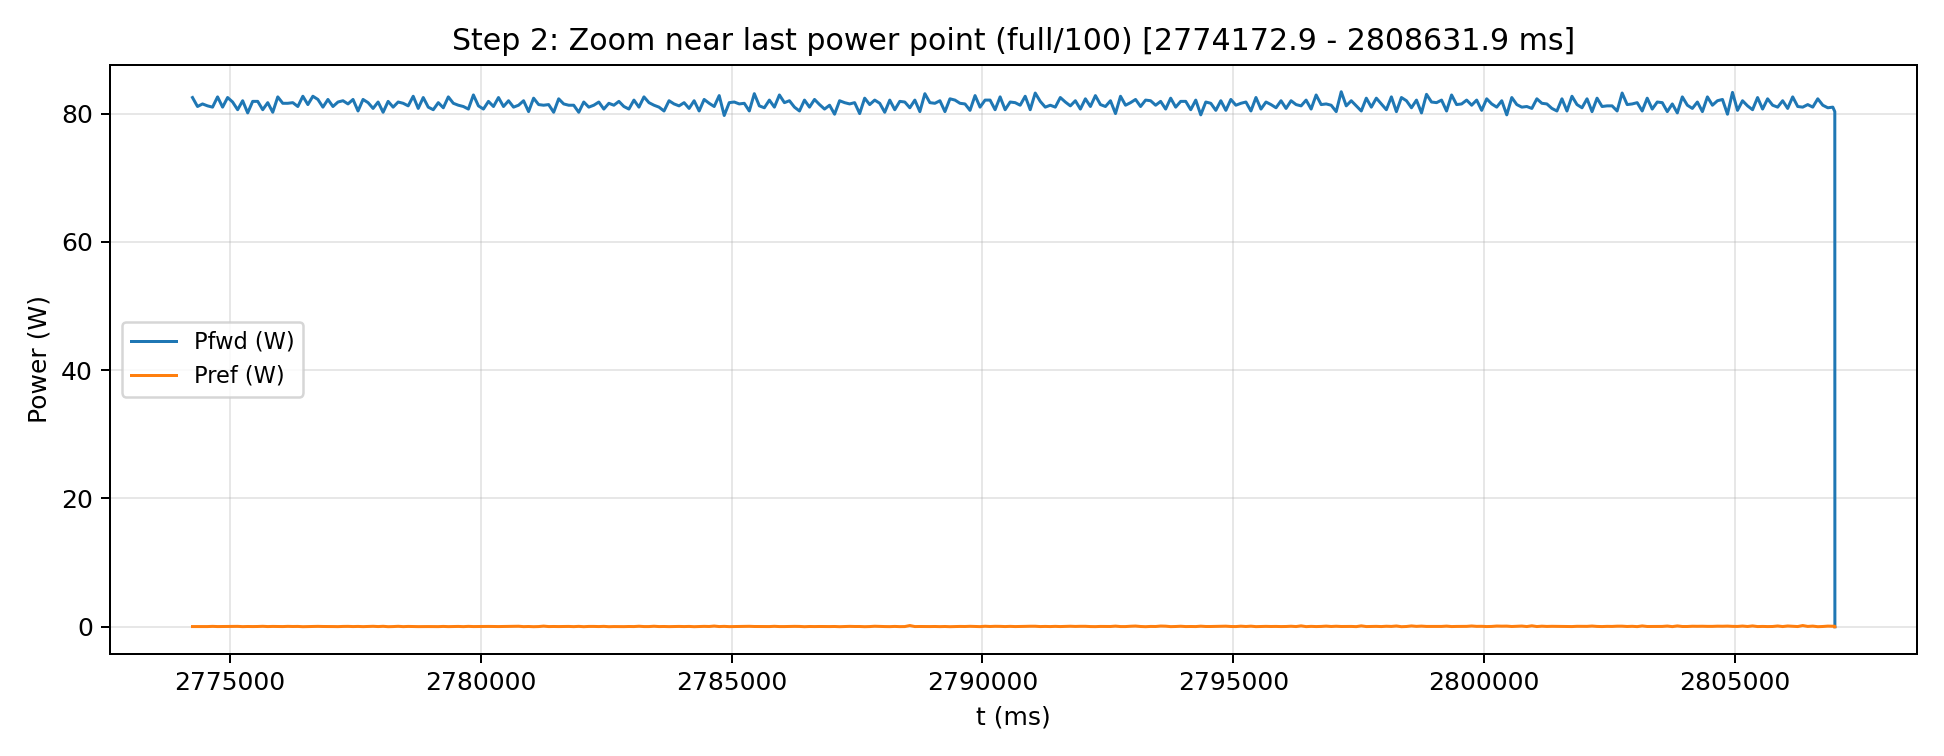 Step 2: Zoom near last power point (full/100) [2774172.9 - 2808631.9 ms]
80
60
40
20
0
Power (W)
Pfwd (W)
Pref (W)
2775000 2780000 2785000 2790000 2795000 2800000 2805000
t (ms)